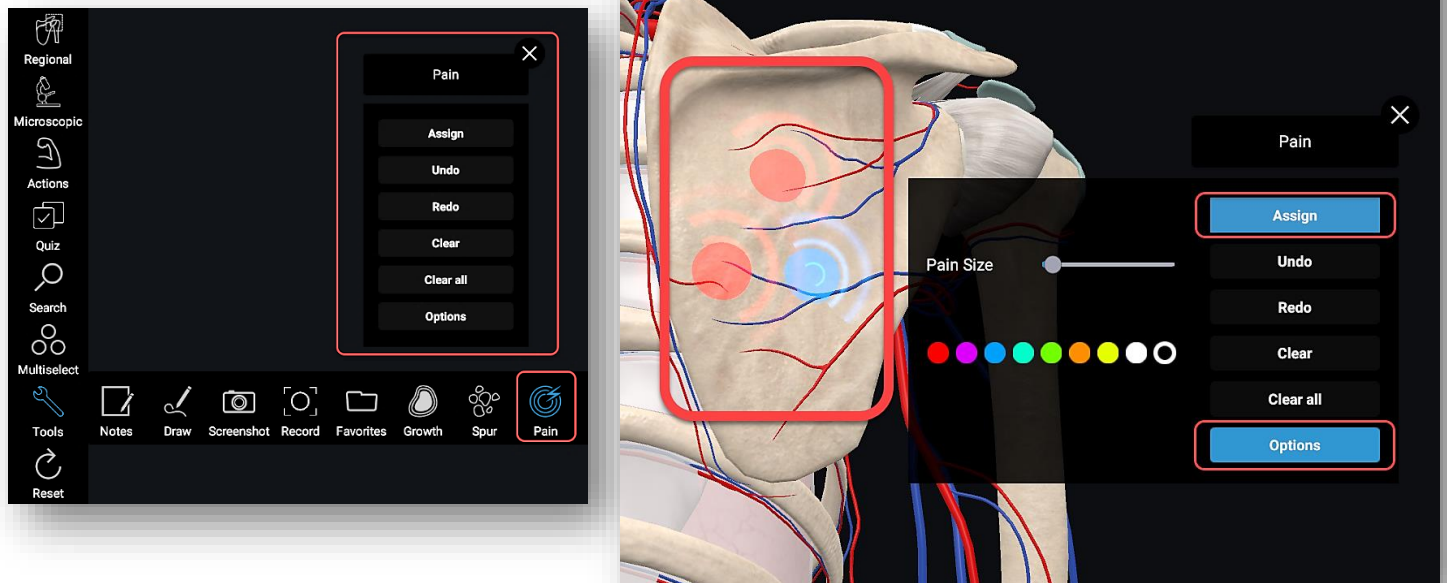 Regional
Microscopic
Actions
Quiz
Search
Multiselect
Tools
Reset
Pain
Assign
Undo
Redo
Clear
Clear all
Options
Notes
Draw
Screenshot
Record
Favorites
Growth
Spur
Pain
Pain
Pain Size
Assign
Undo
Redo
Clear
Clear all
Options